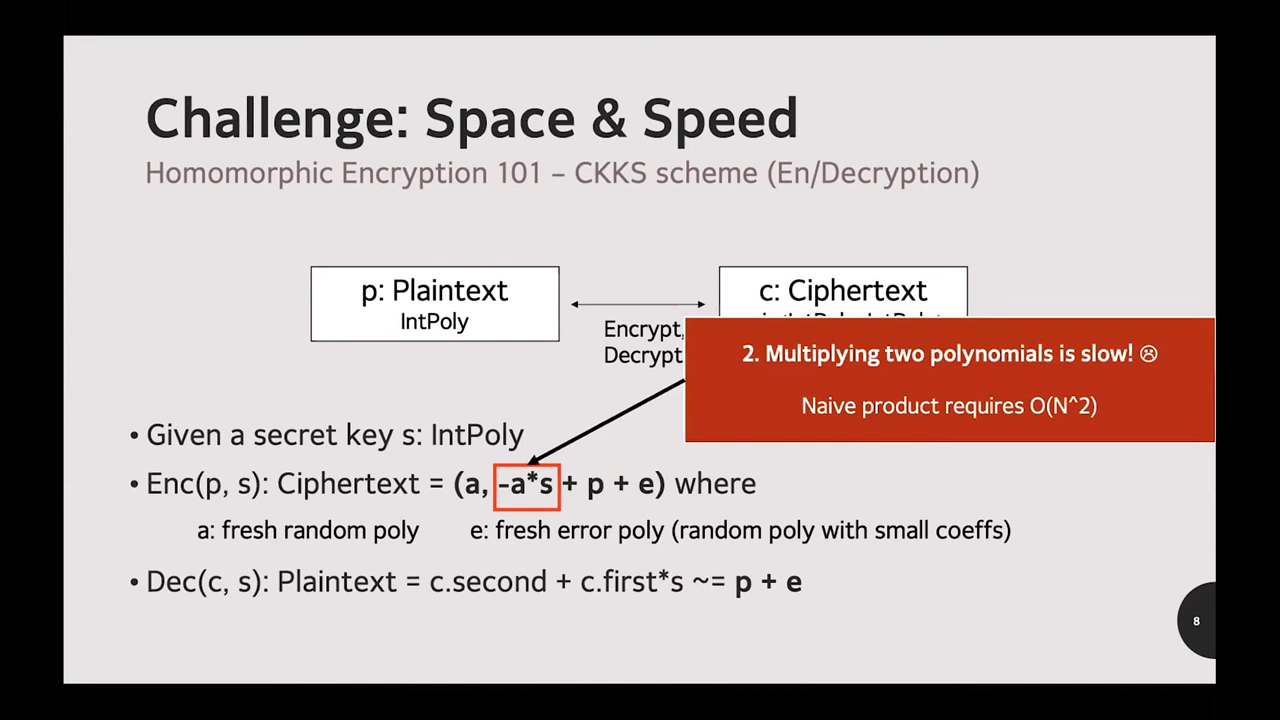 Challenge: Space & Speed
Homomorphic Encryption 101 – CKKS scheme (En/Decryption)
p: Plaintext
IntPoly
Encrypt,
Decrypt
c: Ciphertext
2. Multiplying two polynomials is slow! ☹
Naive product requires O(N^2)
• Given a secret key s: IntPoly
• Enc(p, s): Ciphertext = (a, -a*s + p + e) where
a: fresh random poly e: fresh error poly (random poly with small coeffs)
• Dec(c, s): Plaintext = c.second + c.first*s ~= p + e
8